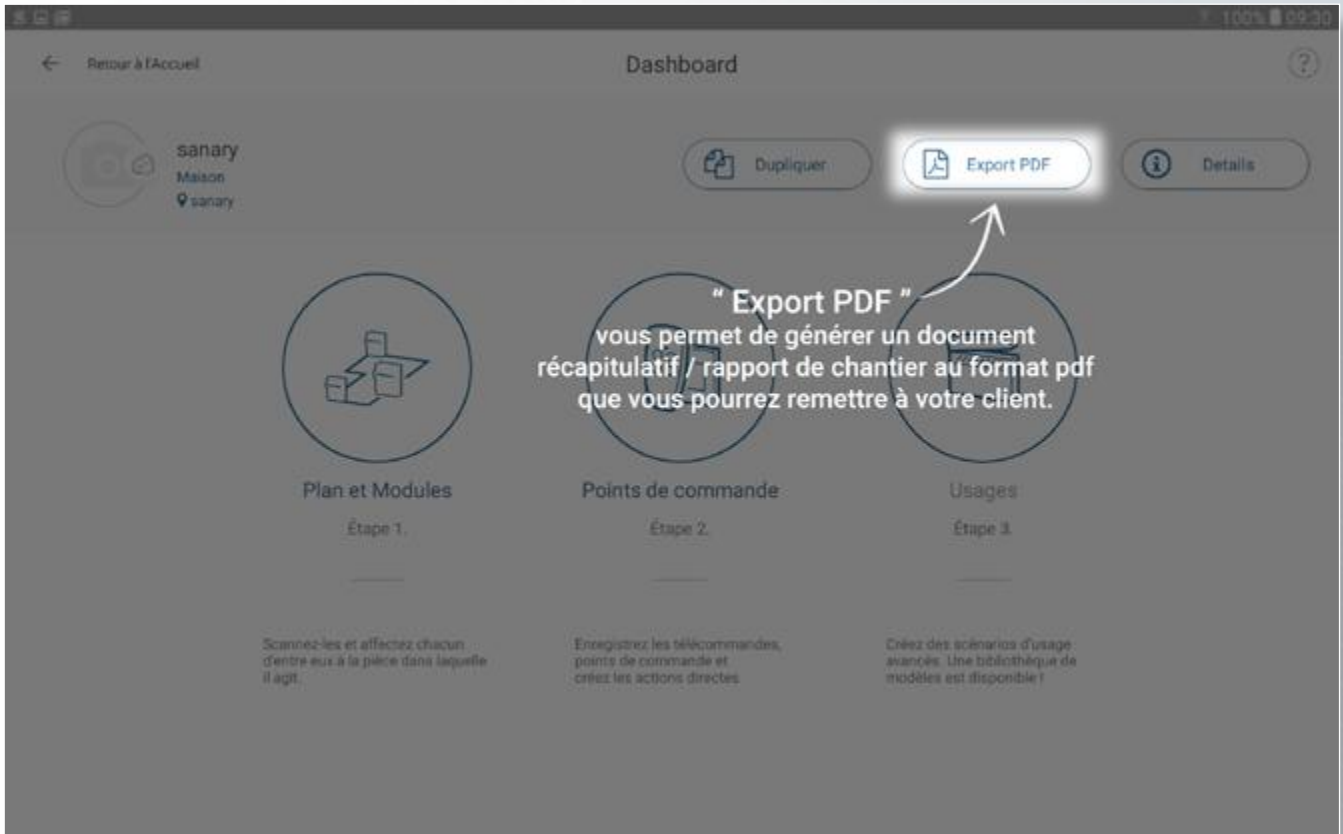 100% 09:30
Retour à l'Accueil
Dashboard
?
sanary
Maison
sanary
Dupliquer
Export PDF
Details
“ Export PDF ”
vous permet de générer un document
récapitulatif / rapport de chantier au format pdf
que vous pourrez remettre à votre client.
Plan et Modules
Étape 1.
Scannez-les et affectez chacun
d'entre eux à la pièce dans laquelle
il agit.
Points de commande
Étape 2.
Enregistrez les télécommandes,
points de commande et
créez les actions directes
Usages
Étape 3.
Créez des scénarios d'usage
avancés. Une bibliothèque de
modèles est disponible !